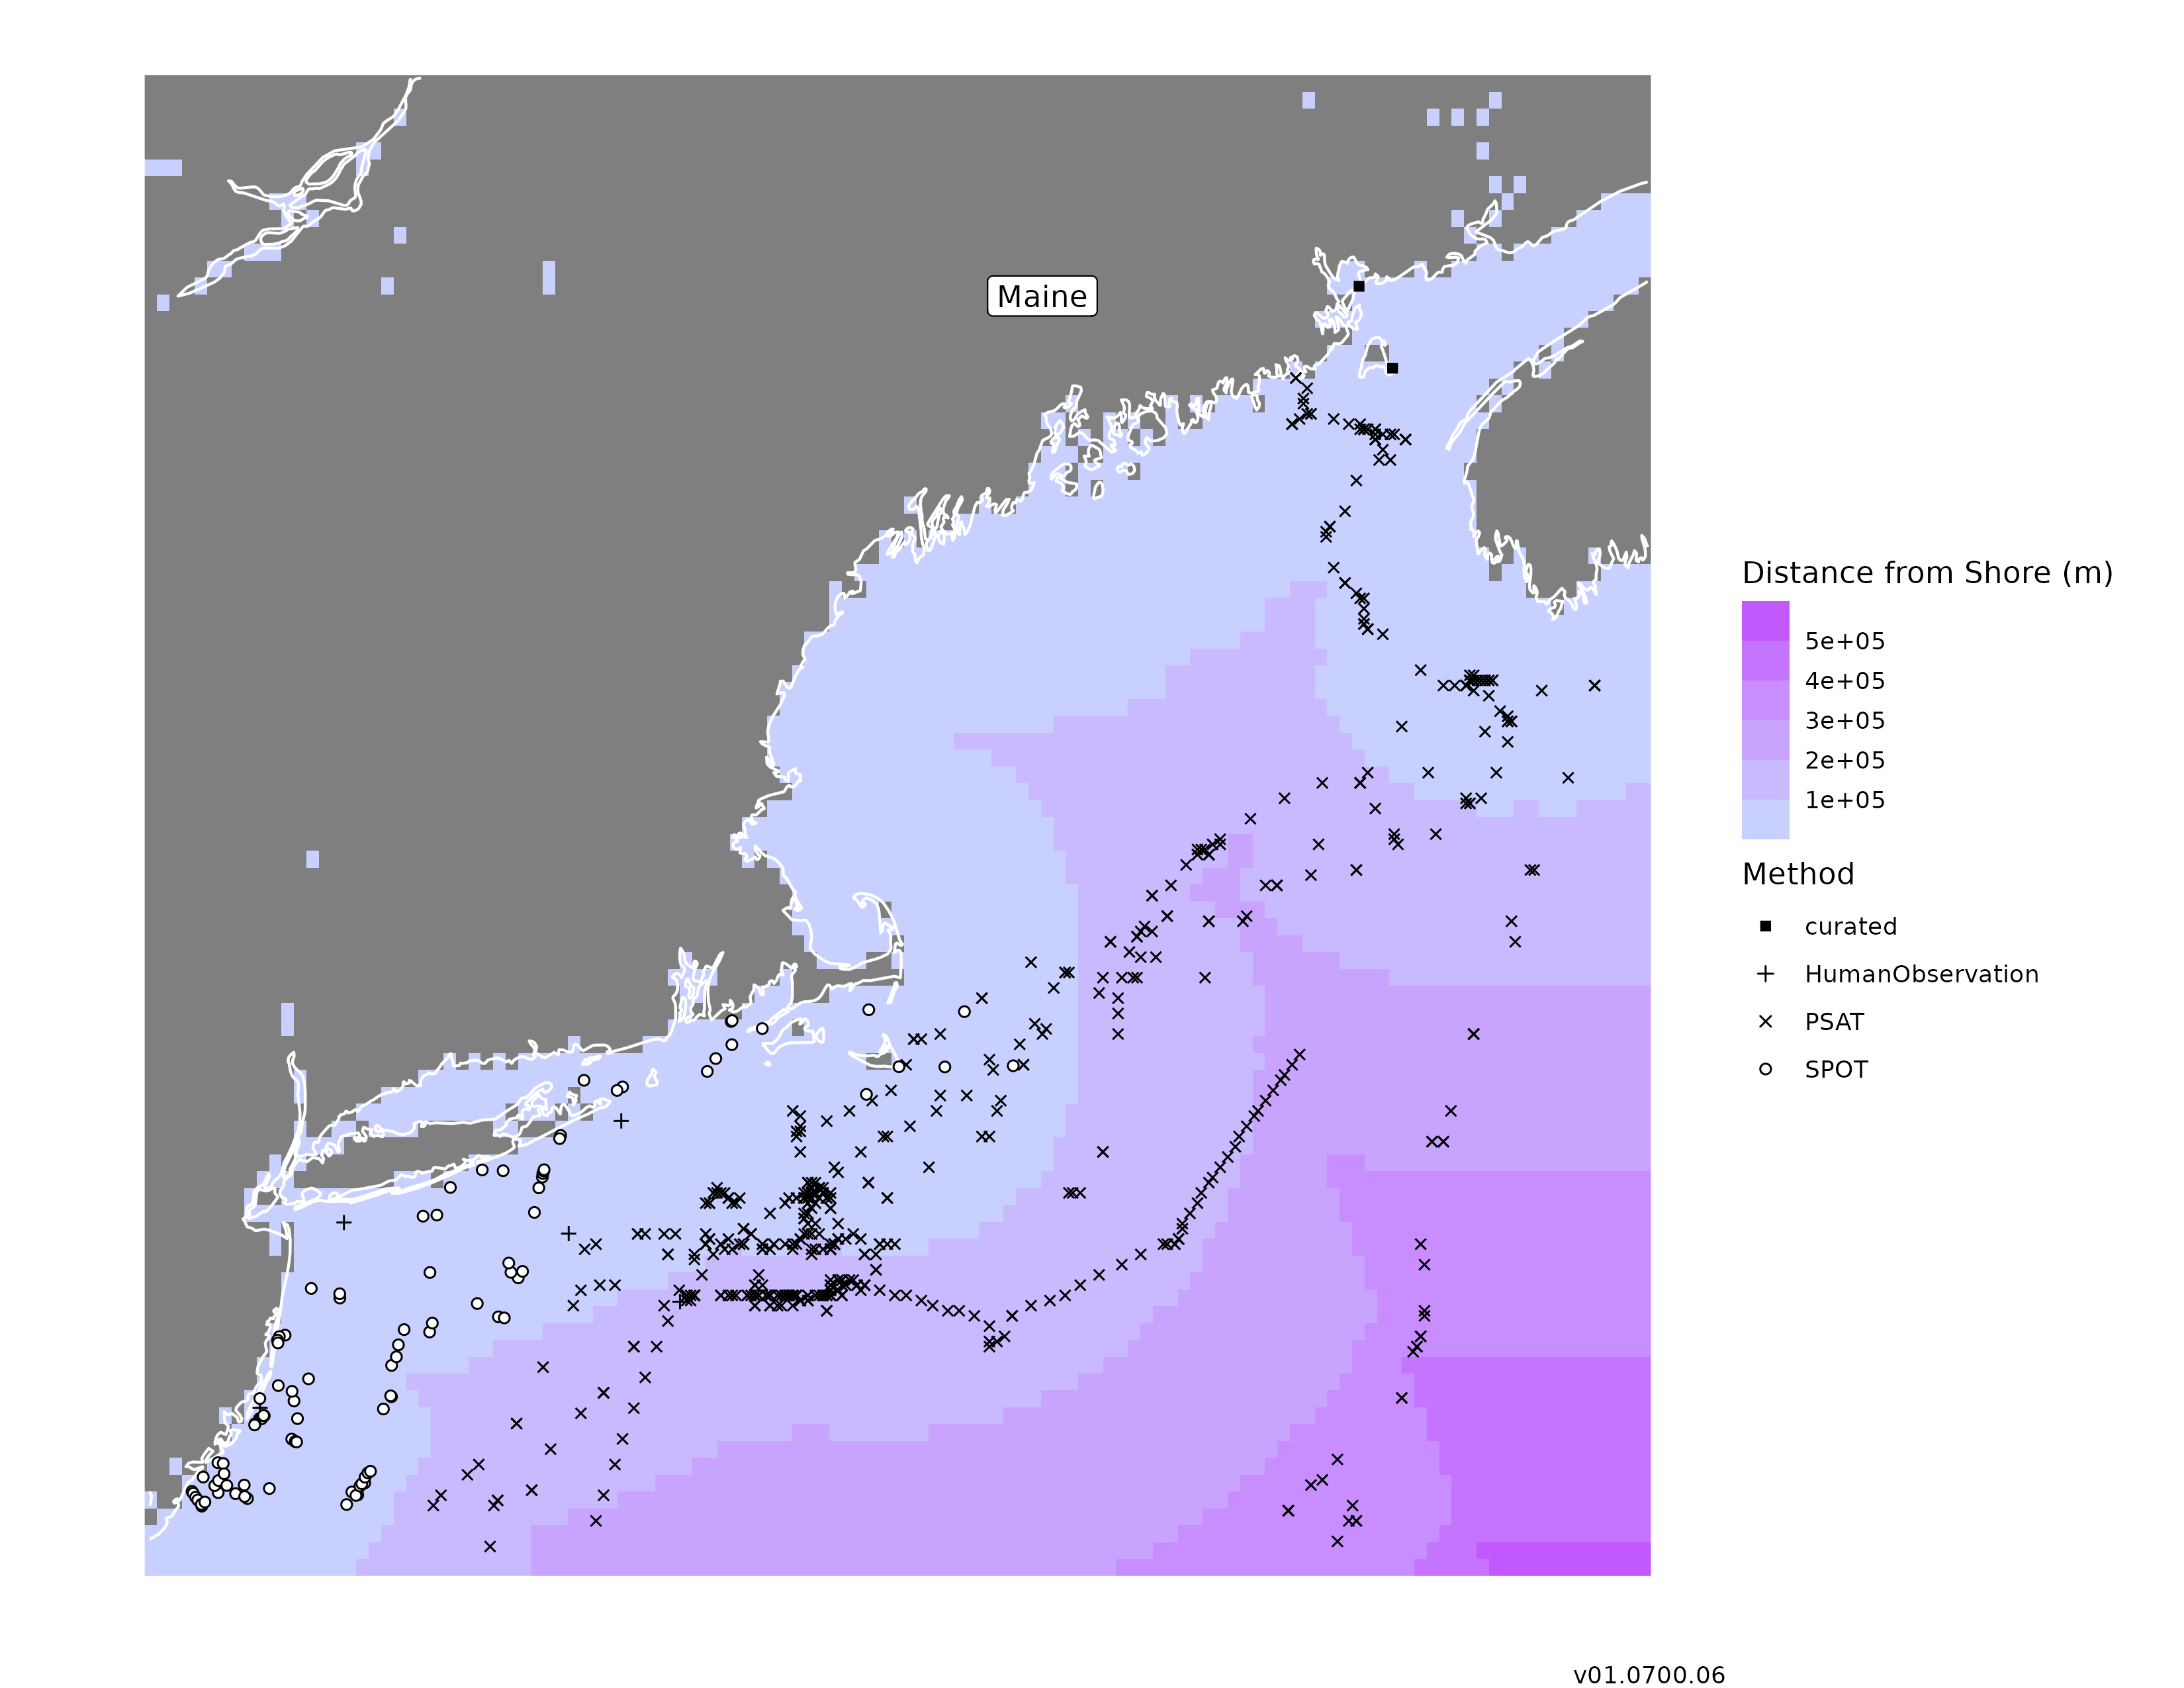 Maine
Distance from Shore (m)
5e+05
4e+05
3e+05
2e+05
1e+05
Method
curated
HumanObservation
PSAT
SPOT
v01.0700.06